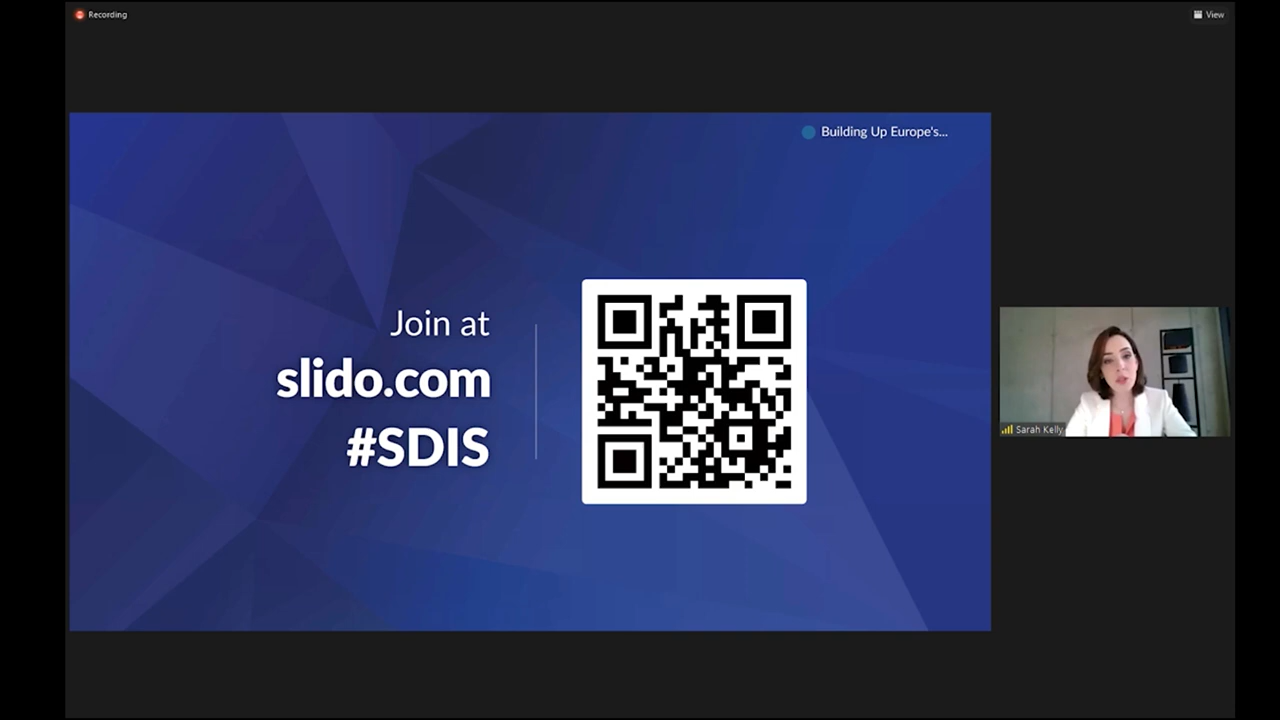 Recording
View
Building Up Europe's...
Join at
slido.com
#SDIS
Sarah Kelly